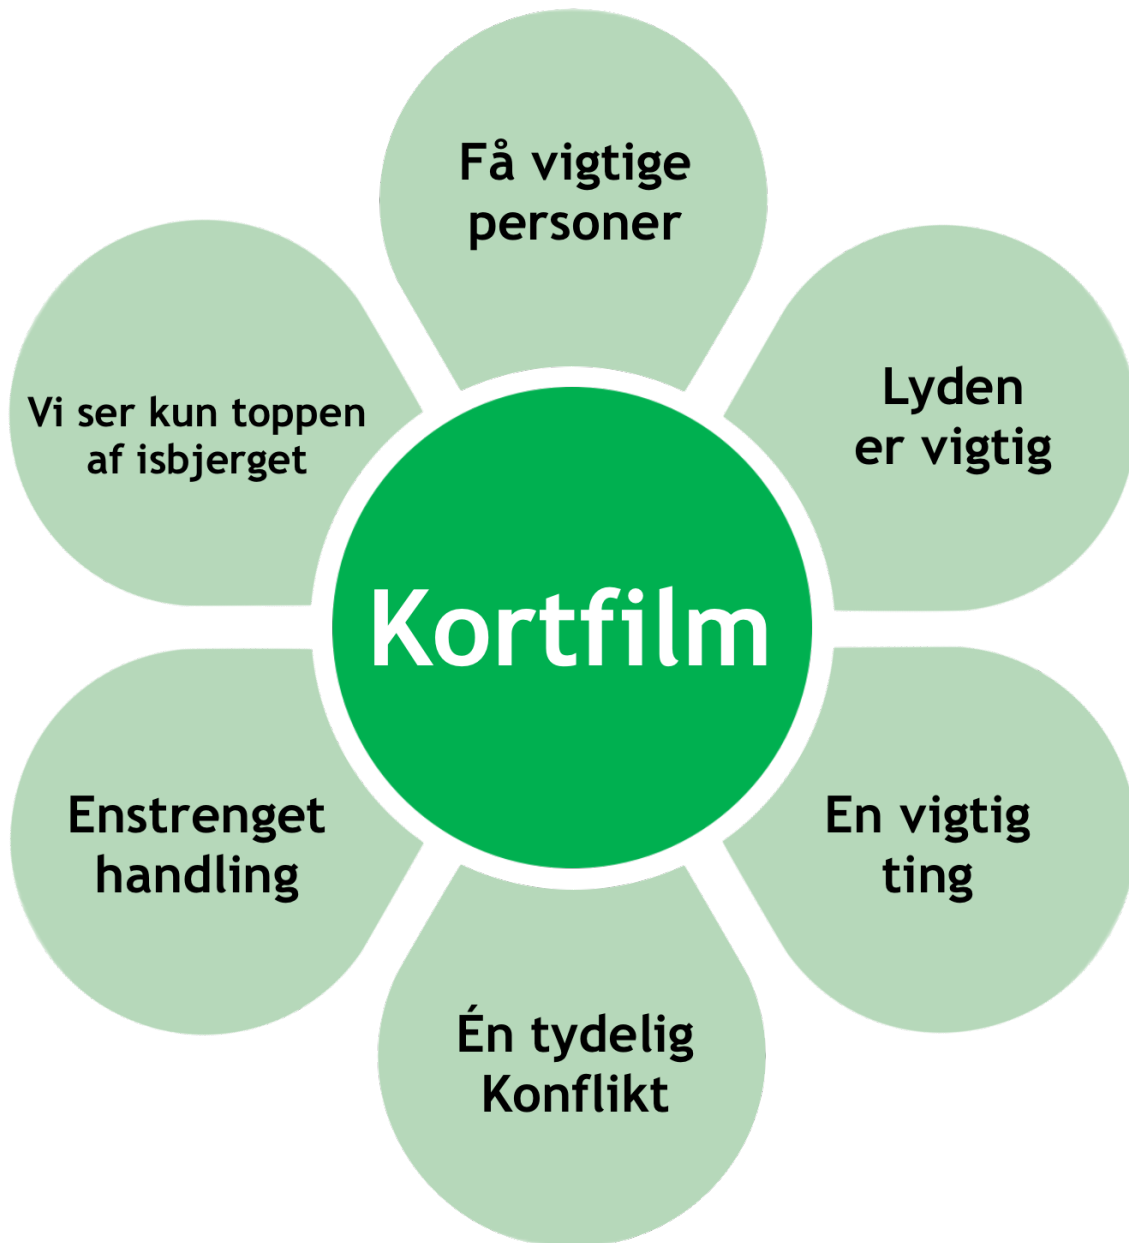 Få vigtige
personer
Lyden
er vigtig
Vi ser kun toppen
af isbjerget
Kortfilm
Enstrenget
handling
En vigtig
ting
Én tydelig
Konflikt